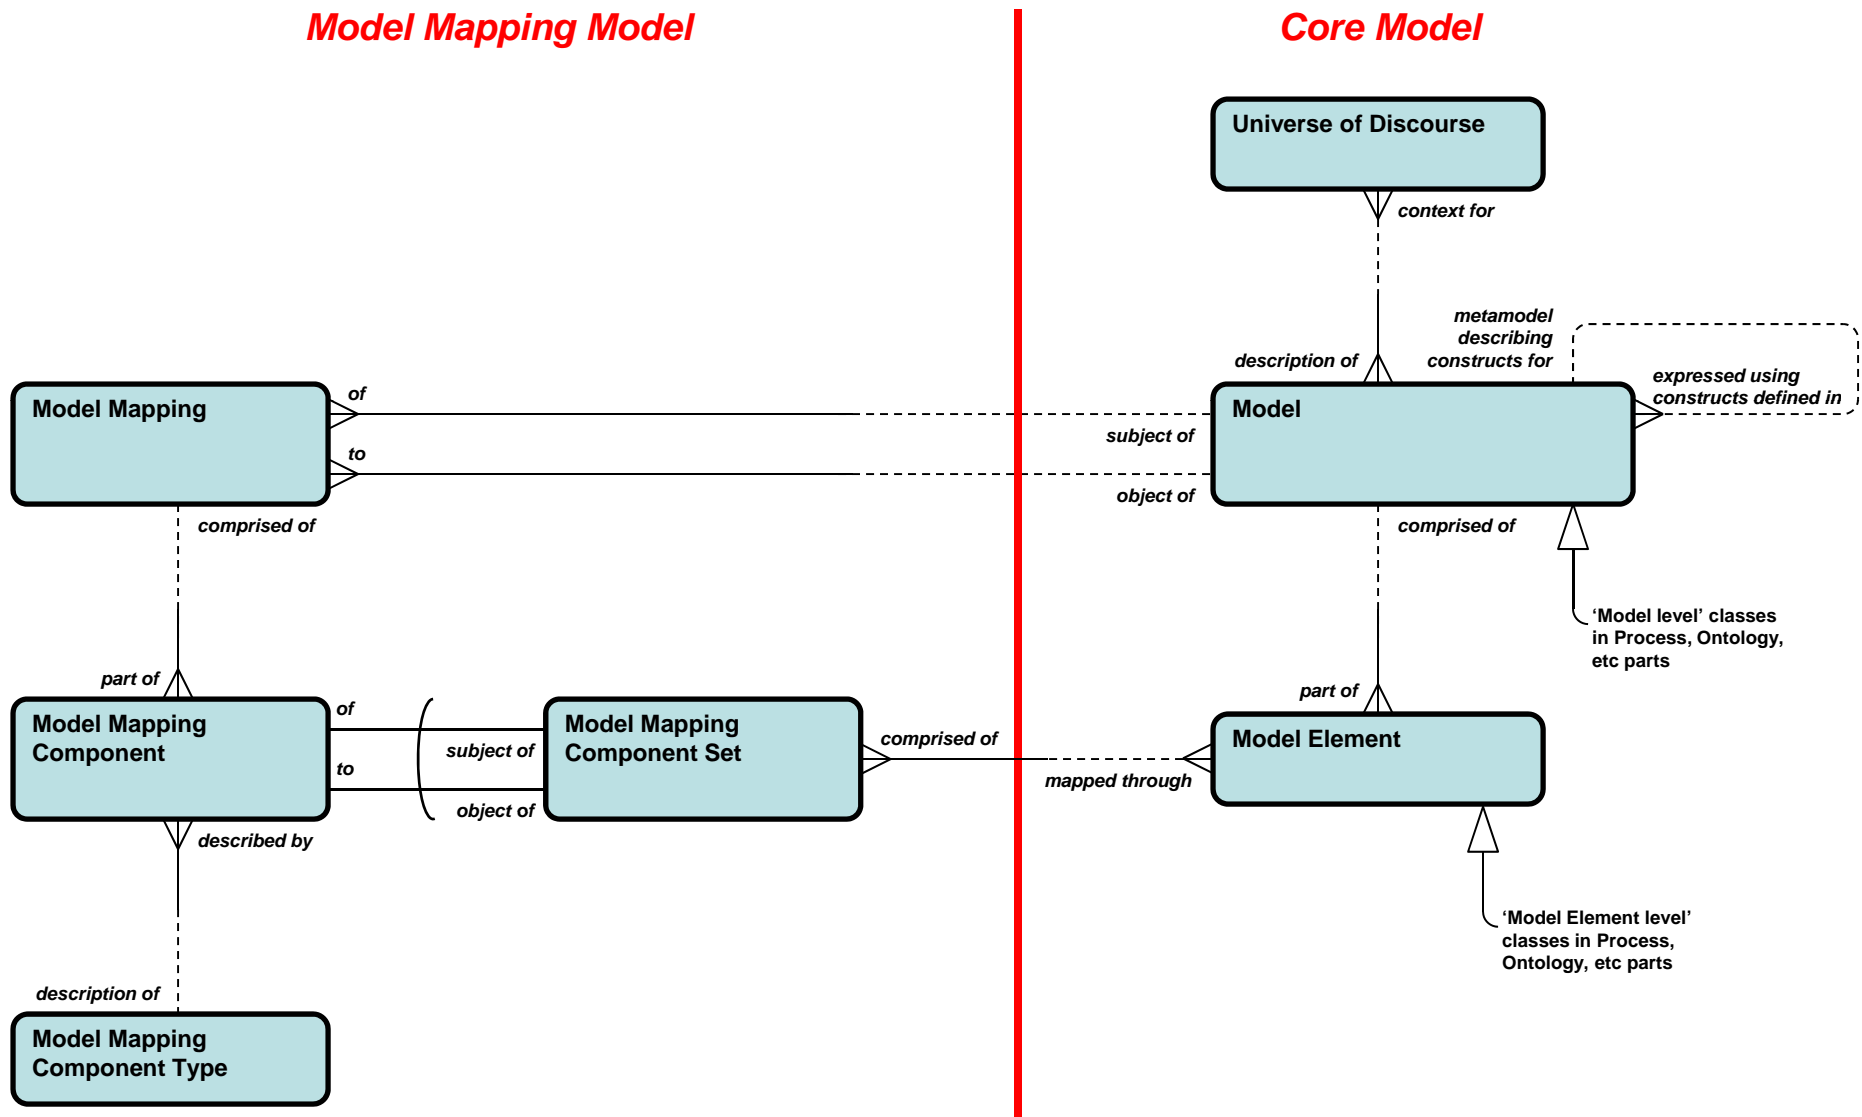 Model Mapping Model
Core Model
Universe of Discourse
context for
metamodel
describing
constructs for
description of
expressed using
constructs defined in
Model Mapping
of
to
Model
subject of
object of
comprised of
comprised of
'Model level' classes
in Process, Ontology,
etc parts
part of
part of
Model Mapping
Component
of
to
subject of
object of
Model Mapping
Component Set
comprised of
mapped through
Model Element
described by
'Model Element level'
classes in Process,
Ontology, etc parts
description of
Model Mapping
Component Type